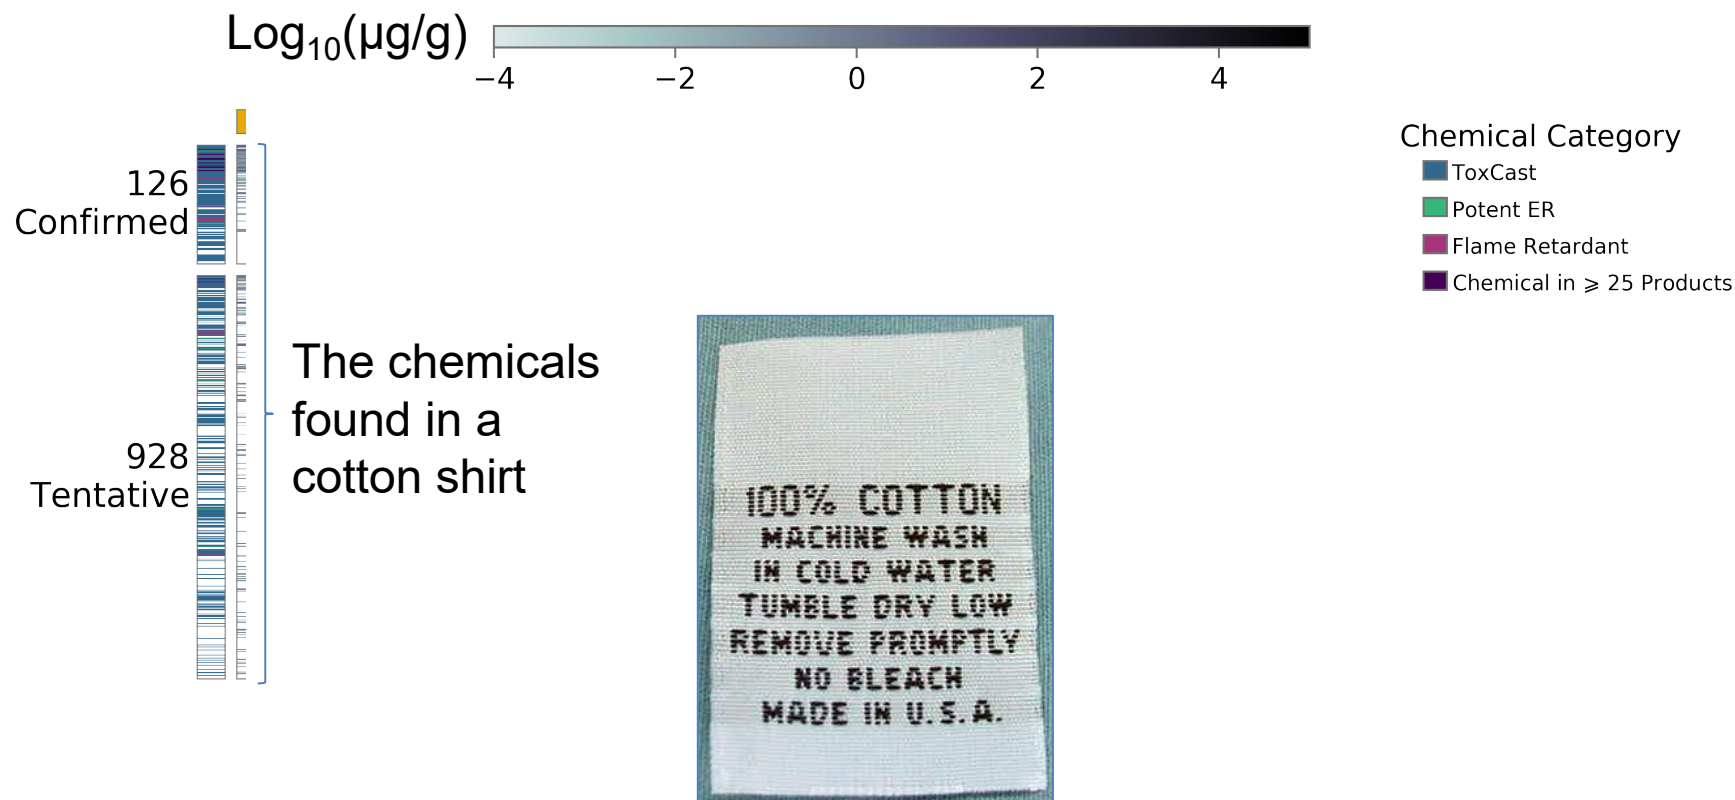 Log₁₀(µg/g)
−4 −2 0 2 4
Chemical Category
ToxCast
Potent ER
Flame Retardant
Chemical in ⩾ 25 Products
126
Confirmed
928
Tentative
The chemicals
found in a
cotton shirt
100% COTTON
MACHINE WASH
IN COLD WATER
TUMBLE DRY LOW
REMOVE PROMPTLY
NO BLEACH
MADE IN U.S.A.